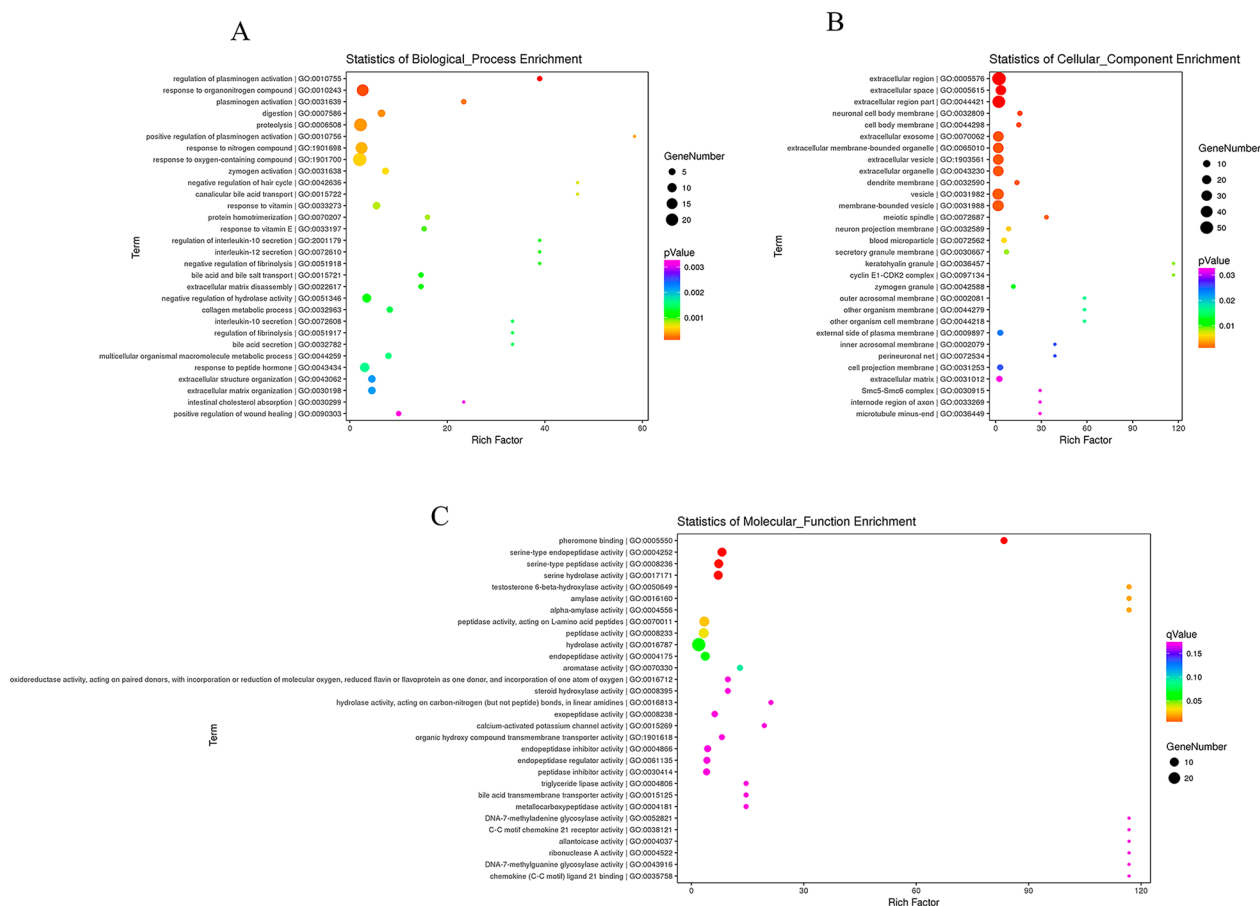 A
Statistics of Biological_Process Enrichment
regulation of plasminogen activation | GO:0010755
response to organonitrogen compound | GO:0010243
plasminogen activation | GO:0031639
digestion | GO:0007586
proteolysis | GO:0006508
positive regulation of plasminogen activation | GO:0010756
response to nitrogen compound | GO:1901698
response to oxygen-containing compound | GO:1901700
zymogen activation | GO:0031638
negative regulation of hair cycle | GO:0042636
canalicular bile acid transport | GO:0015722
response to vitamin | GO:0033273
protein homotrimerization | GO:0070207
response to vitamin E | GO:0033197
regulation of interleukin-10 secretion | GO:2001179
interleukin-12 secretion | GO:0072610
negative regulation of fibrinolysis | GO:0051918
bile acid and bile salt transport | GO:0015721
extracellular matrix disassembly | GO:0022617
negative regulation of hydrolase activity | GO:0051346
collagen metabolic process | GO:0032963
interleukin-10 secretion | GO:0072608
regulation of fibrinolysis | GO:0051917
bile acid secretion | GO:0032782
multicellular organismal macromolecule metabolic process | GO:0044259
response to peptide hormone | GO:0043434
extracellular structure organization | GO:0043062
extracellular matrix organization | GO:0030198
intestinal cholesterol absorption | GO:0030299
positive regulation of wound healing | GO:0090303
Term
0 20 40 60
Rich Factor
GeneNumber
5
10
15
20
pValue
0.003
0.002
0.001
B
Statistics of Cellular_Component Enrichment
extracellular region | GO:0005576
extracellular space | GO:0005615
extracellular region part | GO:0044421
neuronal cell body membrane | GO:0032809
cell body membrane | GO:0044298
extracellular exosome | GO:0070062
extracellular membrane-bounded organelle | GO:0065010
extracellular vesicle | GO:1903561
extracellular organelle | GO:0043230
dendrite membrane | GO:0032590
vesicle | GO:0031982
membrane-bounded vesicle | GO:0031988
meiotic spindle | GO:0072687
neuron projection membrane | GO:0032589
blood microparticle | GO:0072562
secretory granule membrane | GO:0030667
keratohyalin granule | GO:0036457
cyclin E1-CDK2 complex | GO:0097134
zymogen granule | GO:0042588
outer acrosomal membrane | GO:0002081
other organism membrane | GO:0044279
other organism cell membrane | GO:0044218
external side of plasma membrane | GO:0009897
inner acrosomal membrane | GO:0002079
perineuronal net | GO:0072534
cell projection membrane | GO:0031253
extracellular matrix | GO:0031012
Smc5-Smc6 complex | GO:0030915
internode region of axon | GO:0033269
microtubule minus-end | GO:0036449
Term
0 30 60 90 120
Rich Factor
GeneNumber
10
20
30
40
50
pValue
0.03
0.02
0.01
C
Statistics of Molecular_Function Enrichment
pheromone binding | GO:0005550
serine-type endopeptidase activity | GO:0004252
serine-type peptidase activity | GO:0008236
serine hydrolase activity | GO:0017171
testosterone 6-beta-hydroxylase activity | GO:0050649
amylase activity | GO:0016160
alpha-amylase activity | GO:0004556
peptidase activity, acting on L-amino acid peptides | GO:0070011
peptidase activity | GO:0008233
hydrolase activity | GO:0016787
endopeptidase activity | GO:0004175
aromatase activity | GO:0070330
oxidoreductase activity, acting on paired donors, with incorporation or reduction of molecular oxygen, reduced flavin or flavoprotein as one donor, and incorporation of one atom of oxygen | GO:0016712
steroid hydroxylase activity | GO:0008395
hydrolase activity, acting on carbon-nitrogen (but not peptide) bonds, in linear amidines | GO:0016813
exopeptidase activity | GO:0008238
calcium-activated potassium channel activity | GO:0015269
organic hydroxy compound transmembrane transporter activity | GO:1901618
endopeptidase inhibitor activity | GO:0004866
endopeptidase regulator activity | GO:0061135
peptidase inhibitor activity | GO:0030414
triglyceride lipase activity | GO:0004806
bile acid transmembrane transporter activity | GO:0015125
metallocarboxypeptidase activity | GO:0004181
DNA-7-methyladenine glycosylase activity | GO:0052821
C-C motif chemokine 21 receptor activity | GO:0038121
allantoicase activity | GO:0004037
ribonuclease A activity | GO:0004522
DNA-7-methylguanine glycosylase activity | GO:0043916
chemokine (C-C motif) ligand 21 binding | GO:0035758
Term
0 30 60 90 120
Rich Factor
qValue
0.15
0.10
0.05
GeneNumber
10
20